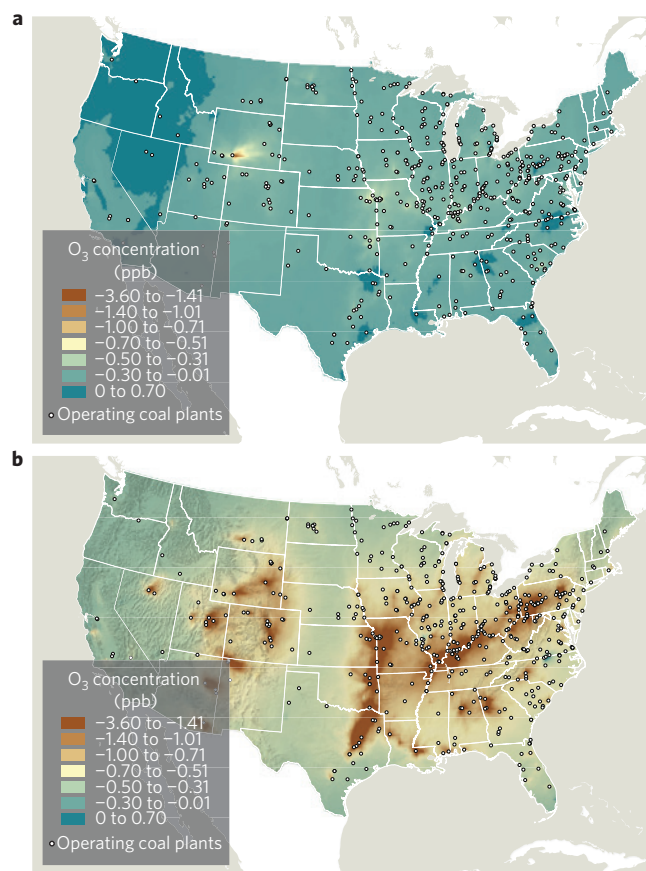 a
O₃ concentration
(ppb)
−3.60 to −1.41
−1.40 to −1.01
−1.00 to −0.71
−0.70 to −0.51
−0.50 to −0.31
−0.30 to −0.01
0 to 0.70
Operating coal plants
b
O₃ concentration
(ppb)
−3.60 to −1.41
−1.40 to −1.01
−1.00 to −0.71
−0.70 to −0.51
−0.50 to −0.31
−0.30 to −0.01
0 to 0.70
Operating coal plants